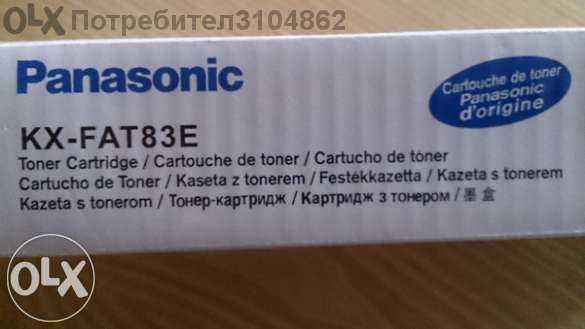 OLX Потребител3104862
Panasonic
Cartouche de toner
Panasonic
d'origine
KX-FAT83E
Toner Cartridge / Cartouche de toner / Cartucho de tóner
Cartucho de Toner / Kaseta z tonerem / Festékkazetta / Kazeta s tonerem
Kazeta s tonerom / Тонер-картридж / Картридж з тонером / 墨盒
OLX